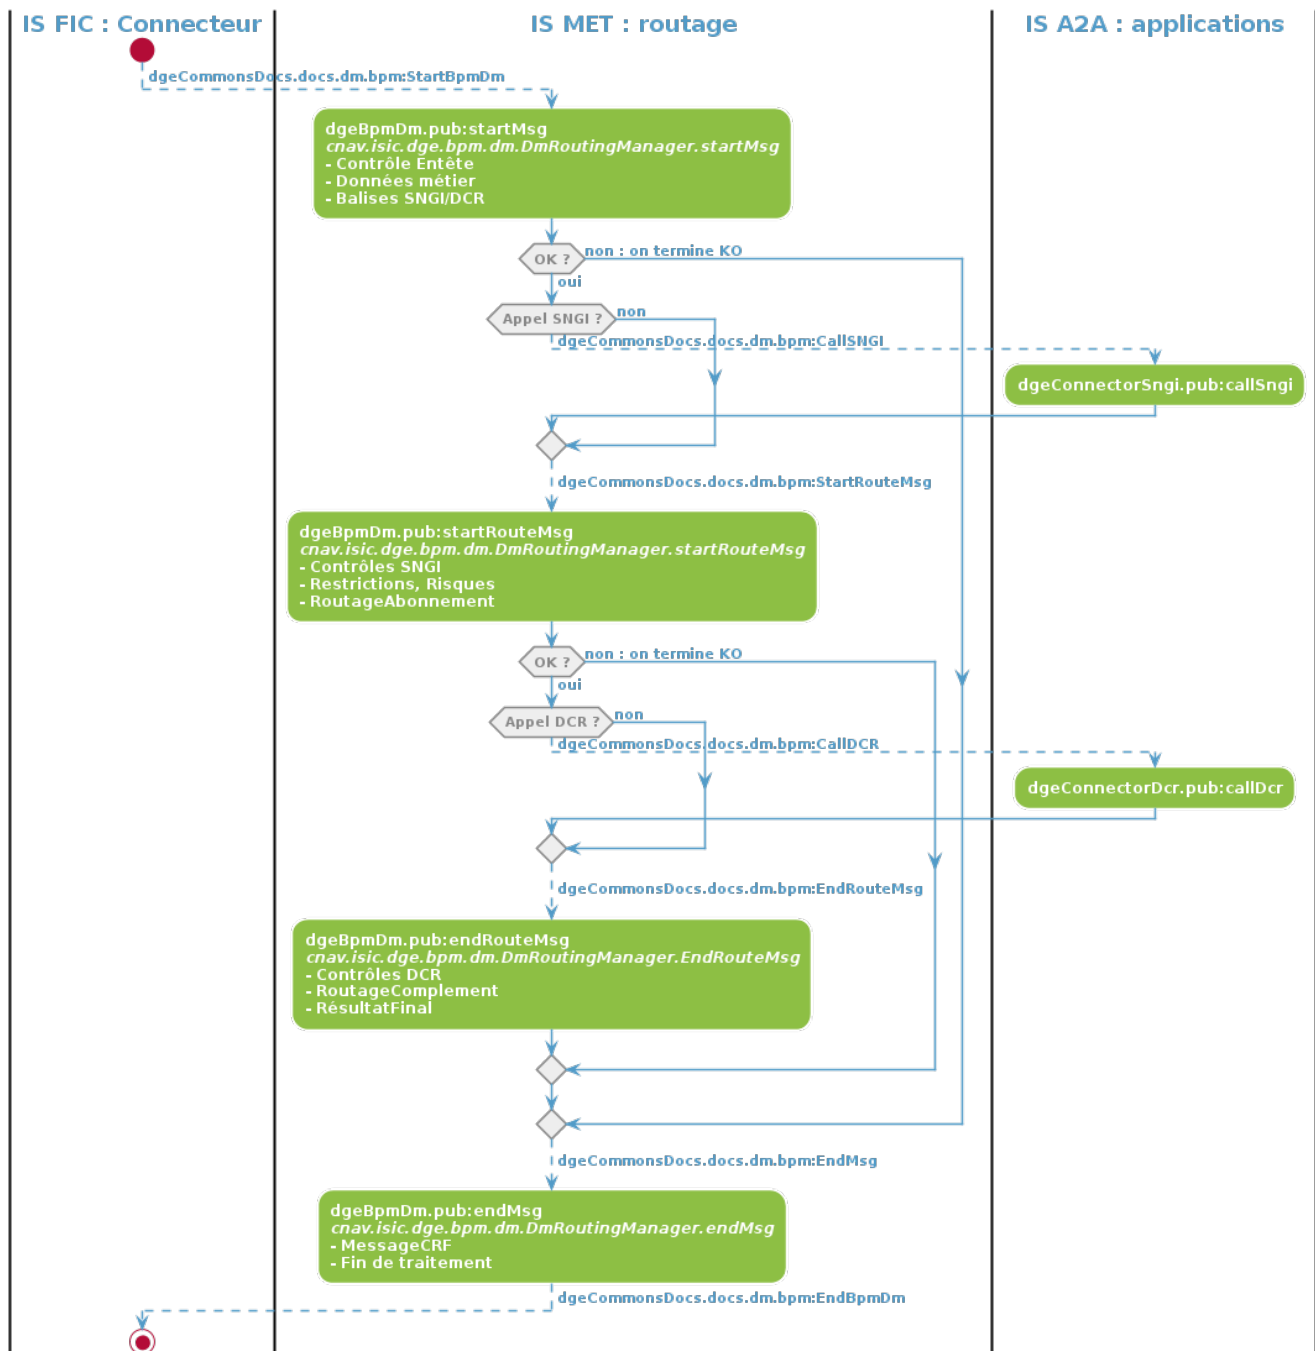 IS FIC : Connecteur
IS MET : routage
IS A2A : applications
dgeCommonsDocs.docs.dm.bpm:StartBpmDm
dgeBpmDm.pub:startMsg
cnav.isic.dge.bpm.dm.DmRoutingManager.startMsg
- Contrôle Entête
- Données métier
- Balises SNGI/DCR
OK ?
non : on termine KO
oui
Appel SNGI ?
non
dgeCommonsDocs.docs.dm.bpm:CallSNGI
dgeConnectorSngi.pub:callSngi
dgeCommonsDocs.docs.dm.bpm:StartRouteMsg
dgeBpmDm.pub:startRouteMsg
cnav.isic.dge.bpm.dm.DmRoutingManager.startRouteMsg
- Contrôles SNGI
- Restrictions, Risques
- RoutageAbonnement
OK ?
non : on termine KO
oui
Appel DCR ?
non
dgeCommonsDocs.docs.dm.bpm:CallDCR
dgeConnectorDcr.pub:callDcr
dgeCommonsDocs.docs.dm.bpm:EndRouteMsg
dgeBpmDm.pub:endRouteMsg
cnav.isic.dge.bpm.dm.DmRoutingManager.EndRouteMsg
- Contrôles DCR
- RoutageComplement
- RésultatFinal
dgeCommonsDocs.docs.dm.bpm:EndMsg
dgeBpmDm.pub:endMsg
cnav.isic.dge.bpm.dm.DmRoutingManager.endMsg
- MessageCRF
- Fin de traitement
dgeCommonsDocs.docs.dm.bpm:EndBpmDm